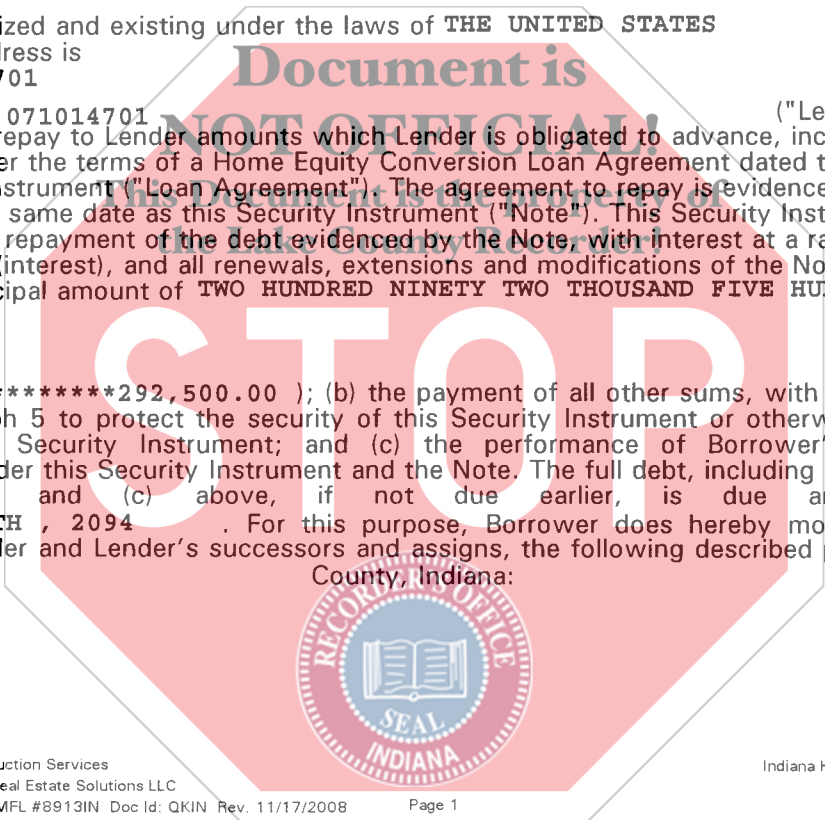 ized and existing under the laws of THE UNITED STATES
dress is
701
071014701 ("Le
repay to Lender amounts which Lender is obligated to advance, inc
er the terms of a Home Equity Conversion Loan Agreement dated t
strument ("Loan Agreement"). The agreement to repay is evidence
same date as this Security Instrument ("Note"). This Security Inst
repayment of the debt evidenced by the Note, with interest at a ra
(interest), and all renewals, extensions and modifications of the No
cipal amount of TWO HUNDRED NINETY TWO THOUSAND FIVE HU
********292,500.00 ); (b) the payment of all other sums, with
h 5 to protect the security of this Security Instrument or otherw
Security Instrument; and (c) the performance of Borrower'
der this Security Instrument and the Note. The full debt, including
and (c) above, if not due earlier, is due a
TH , 2094 . For this purpose, Borrower does hereby mo
der and Lender's successors and assigns, the following described p
County, Indiana:
Document is
NOT OFFICIAL!
This Document is the property of
the Lake County Recorder!
STOP
RECORDER'S OFFICE
SEAL
INDIANA
uction Services
eal Estate Solutions LLC
MFL #8913IN Doc Id: QKIN Rev. 11/17/2008 Page 1
Indiana H